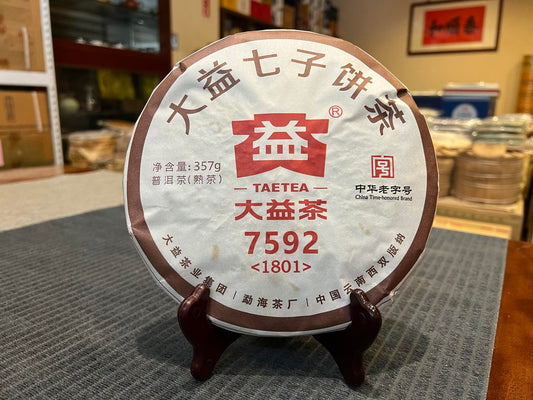 大益七子饼茶
益®
净含量:357g
普洱茶(熟茶)
TAETEA
大益茶
7592
<1801>
中华老字号
China Time-honored Brand
大益茶业集团 | 勐海茶厂 | 中国云南西双版纳